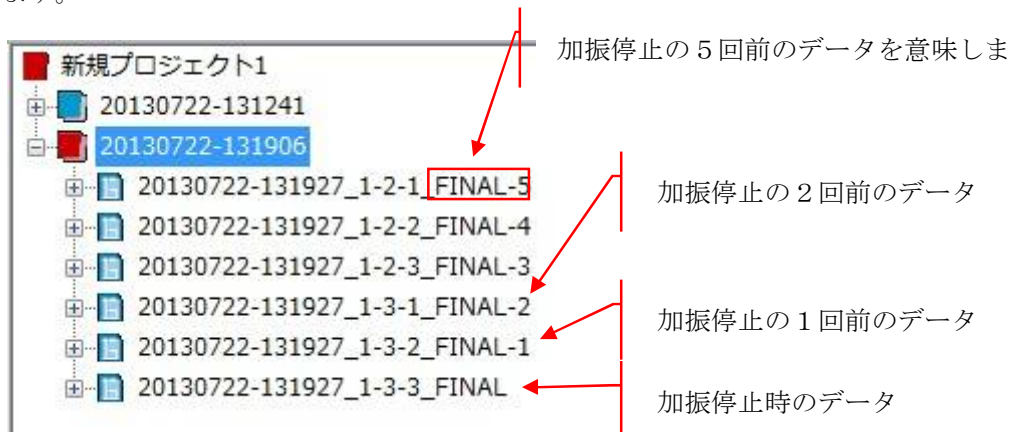 ます。
加振停止の５回前のデータを意味しま
新規プロジェクト1
20130722-131241
20130722-131906
20130722-131927_1-2-1_FINAL-5
加振停止の２回前のデータ
20130722-131927_1-2-2_FINAL-4
20130722-131927_1-2-3_FINAL-3
20130722-131927_1-3-1_FINAL-2
加振停止の１回前のデータ
20130722-131927_1-3-2_FINAL-1
20130722-131927_1-3-3_FINAL
加振停止時のデータ